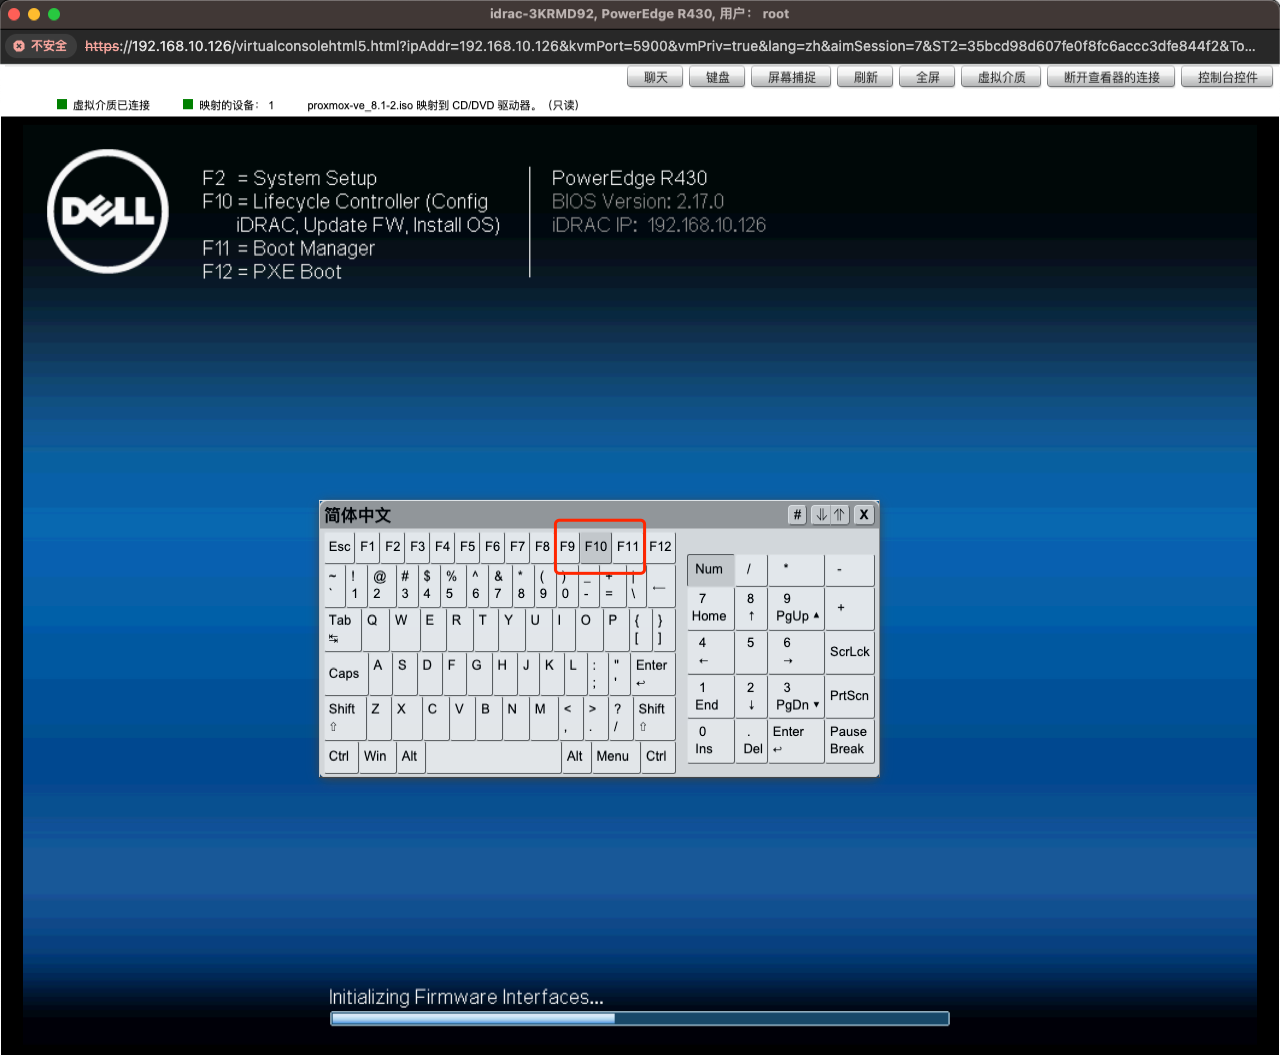 idrac-3KRMD92, PowerEdge R430, 用户： root
不安全 https://192.168.10.126/virtualconsolehtml5.html?ipAddr=192.168.10.126&kvmPort=5900&vmPriv=true&lang=zh&aimSession=7&ST2=35bcd98d607fe0f8fc6accc3dfe844f2&To...
聊天 键盘 屏幕捕捉 刷新 全屏 虚拟介质 断开查看器的连接 控制台控件
虚拟介质已连接 映射的设备： 1 proxmox-ve_8.1-2.iso 映射到 CD/DVD 驱动器。（只读）
DELL
F2 = System Setup
F10 = Lifecycle Controller (Config
iDRAC, Update FW, Install OS)
F11 = Boot Manager
F12 = PXE Boot
PowerEdge R430
BIOS Version: 2.17.0
iDRAC IP: 192.168.10.126
简体中文 # ⥥ ⇈ X
Esc F1 F2 F3 F4 F5 F6 F7 F8 F9 F10 F11 F12
~ ! @ # $ % ^ & * ( ) _ + |
` 1 2 3 4 5 6 7 8 9 0 - = \ ←
Tab Q W E R T Y U I O P { }
↹ [ ]
Caps A S D F G H J K L : " Enter
; ' ↩
Shift Z X C V B N M < > ? Shift
⇧ , . / ⇧
Ctrl Win Alt Alt Menu Ctrl
Num / * -
7 8 9 +
Home ↑ PgUp ▲
4 5 6 ScrLck
← →
1 2 3 PrtScn
End ↓ PgDn ▼
0 . Enter Pause
Ins Del ↩ Break
Initializing Firmware Interfaces...